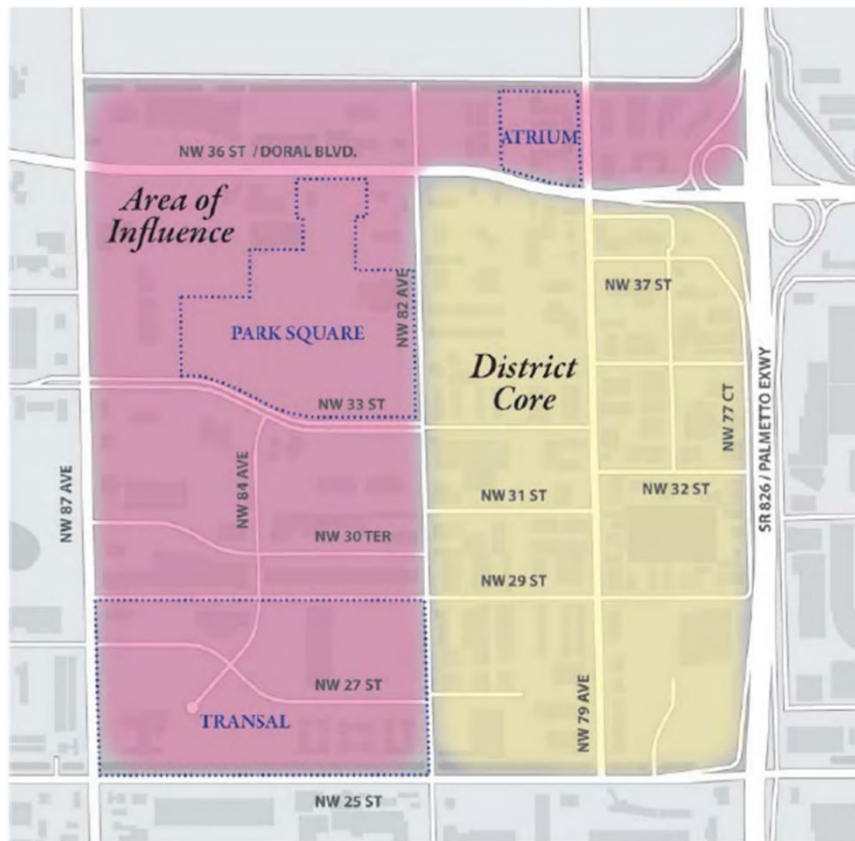 ATRIUM
NW 36 ST / DORAL BLVD.
Area of
Influence
NW 37 ST
NW 82 AVE
PARK SQUARE
District
Core
NW 33 ST
NW 77 CT
SR 826 / PALMETTO EXWY
NW 87 AVE
NW 84 AVE
NW 31 ST
NW 32 ST
NW 30 TER
NW 29 ST
NW 27 ST
NW 79 AVE
TRANSAL
NW 25 ST